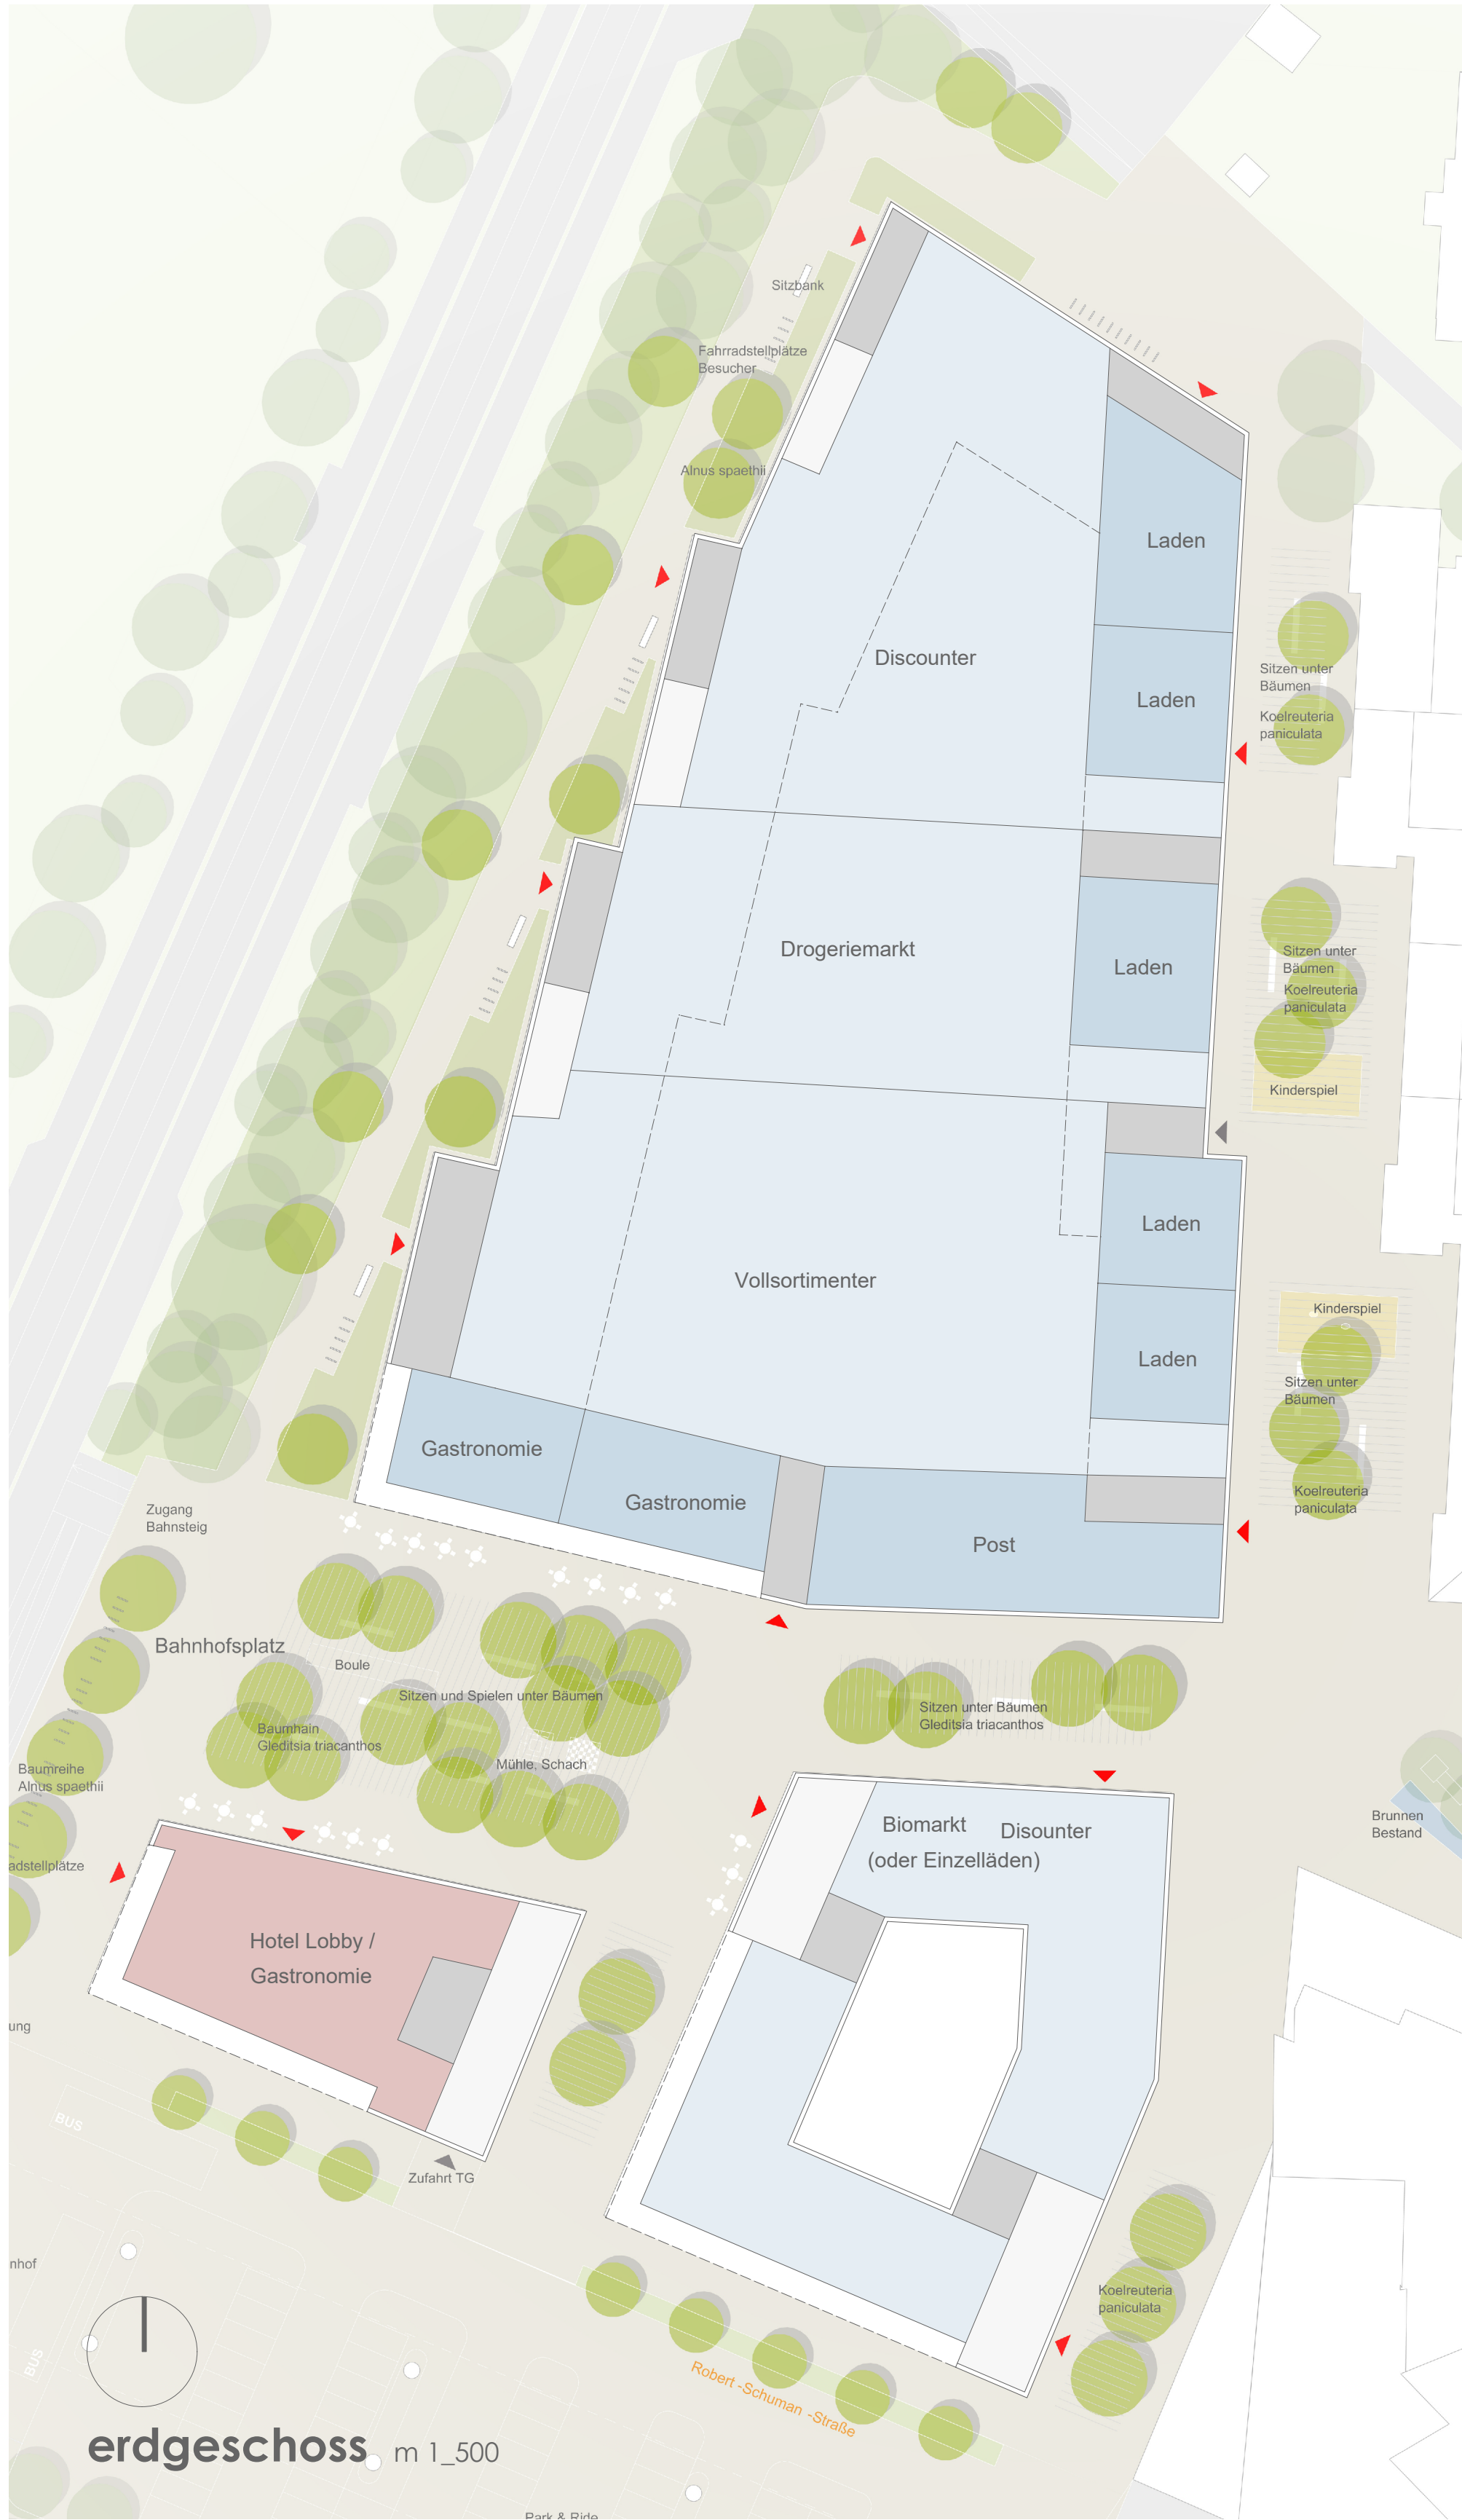 Sitzbank
Fahrradstellplätze
Besucher
Alnus spaethii
Laden
Discounter
Laden
Sitzen unter
Bäumen
Koelreuteria
paniculata
Drogeriemarkt
Laden
Sitzen unter
Bäumen
Koelreuteria
paniculata
Kinderspiel
Laden
Vollsortimenter
Kinderspiel
Laden
Sitzen unter
Bäumen
Gastronomie
Gastronomie
Koelreuteria
paniculata
Post
Zugang
Bahnsteig
Bahnhofsplatz
Boule
Sitzen und Spielen unter Bäumen
Sitzen unter Bäumen
Gleditsia triacanthos
Baumhain
Gleditsia triacanthos
Mühle, Schach
Baumreihe
Alnus spaethii
Brunnen
Bestand
Biomarkt
Disounter
(oder Einzelläden)
adstellplätze
Hotel Lobby /
Gastronomie
ung
BUS
Zufahrt TG
nhof
BUS
Koelreuteria
paniculata
Robert -Schuman -Straße
erdgeschoss m 1_500
Park & Ride